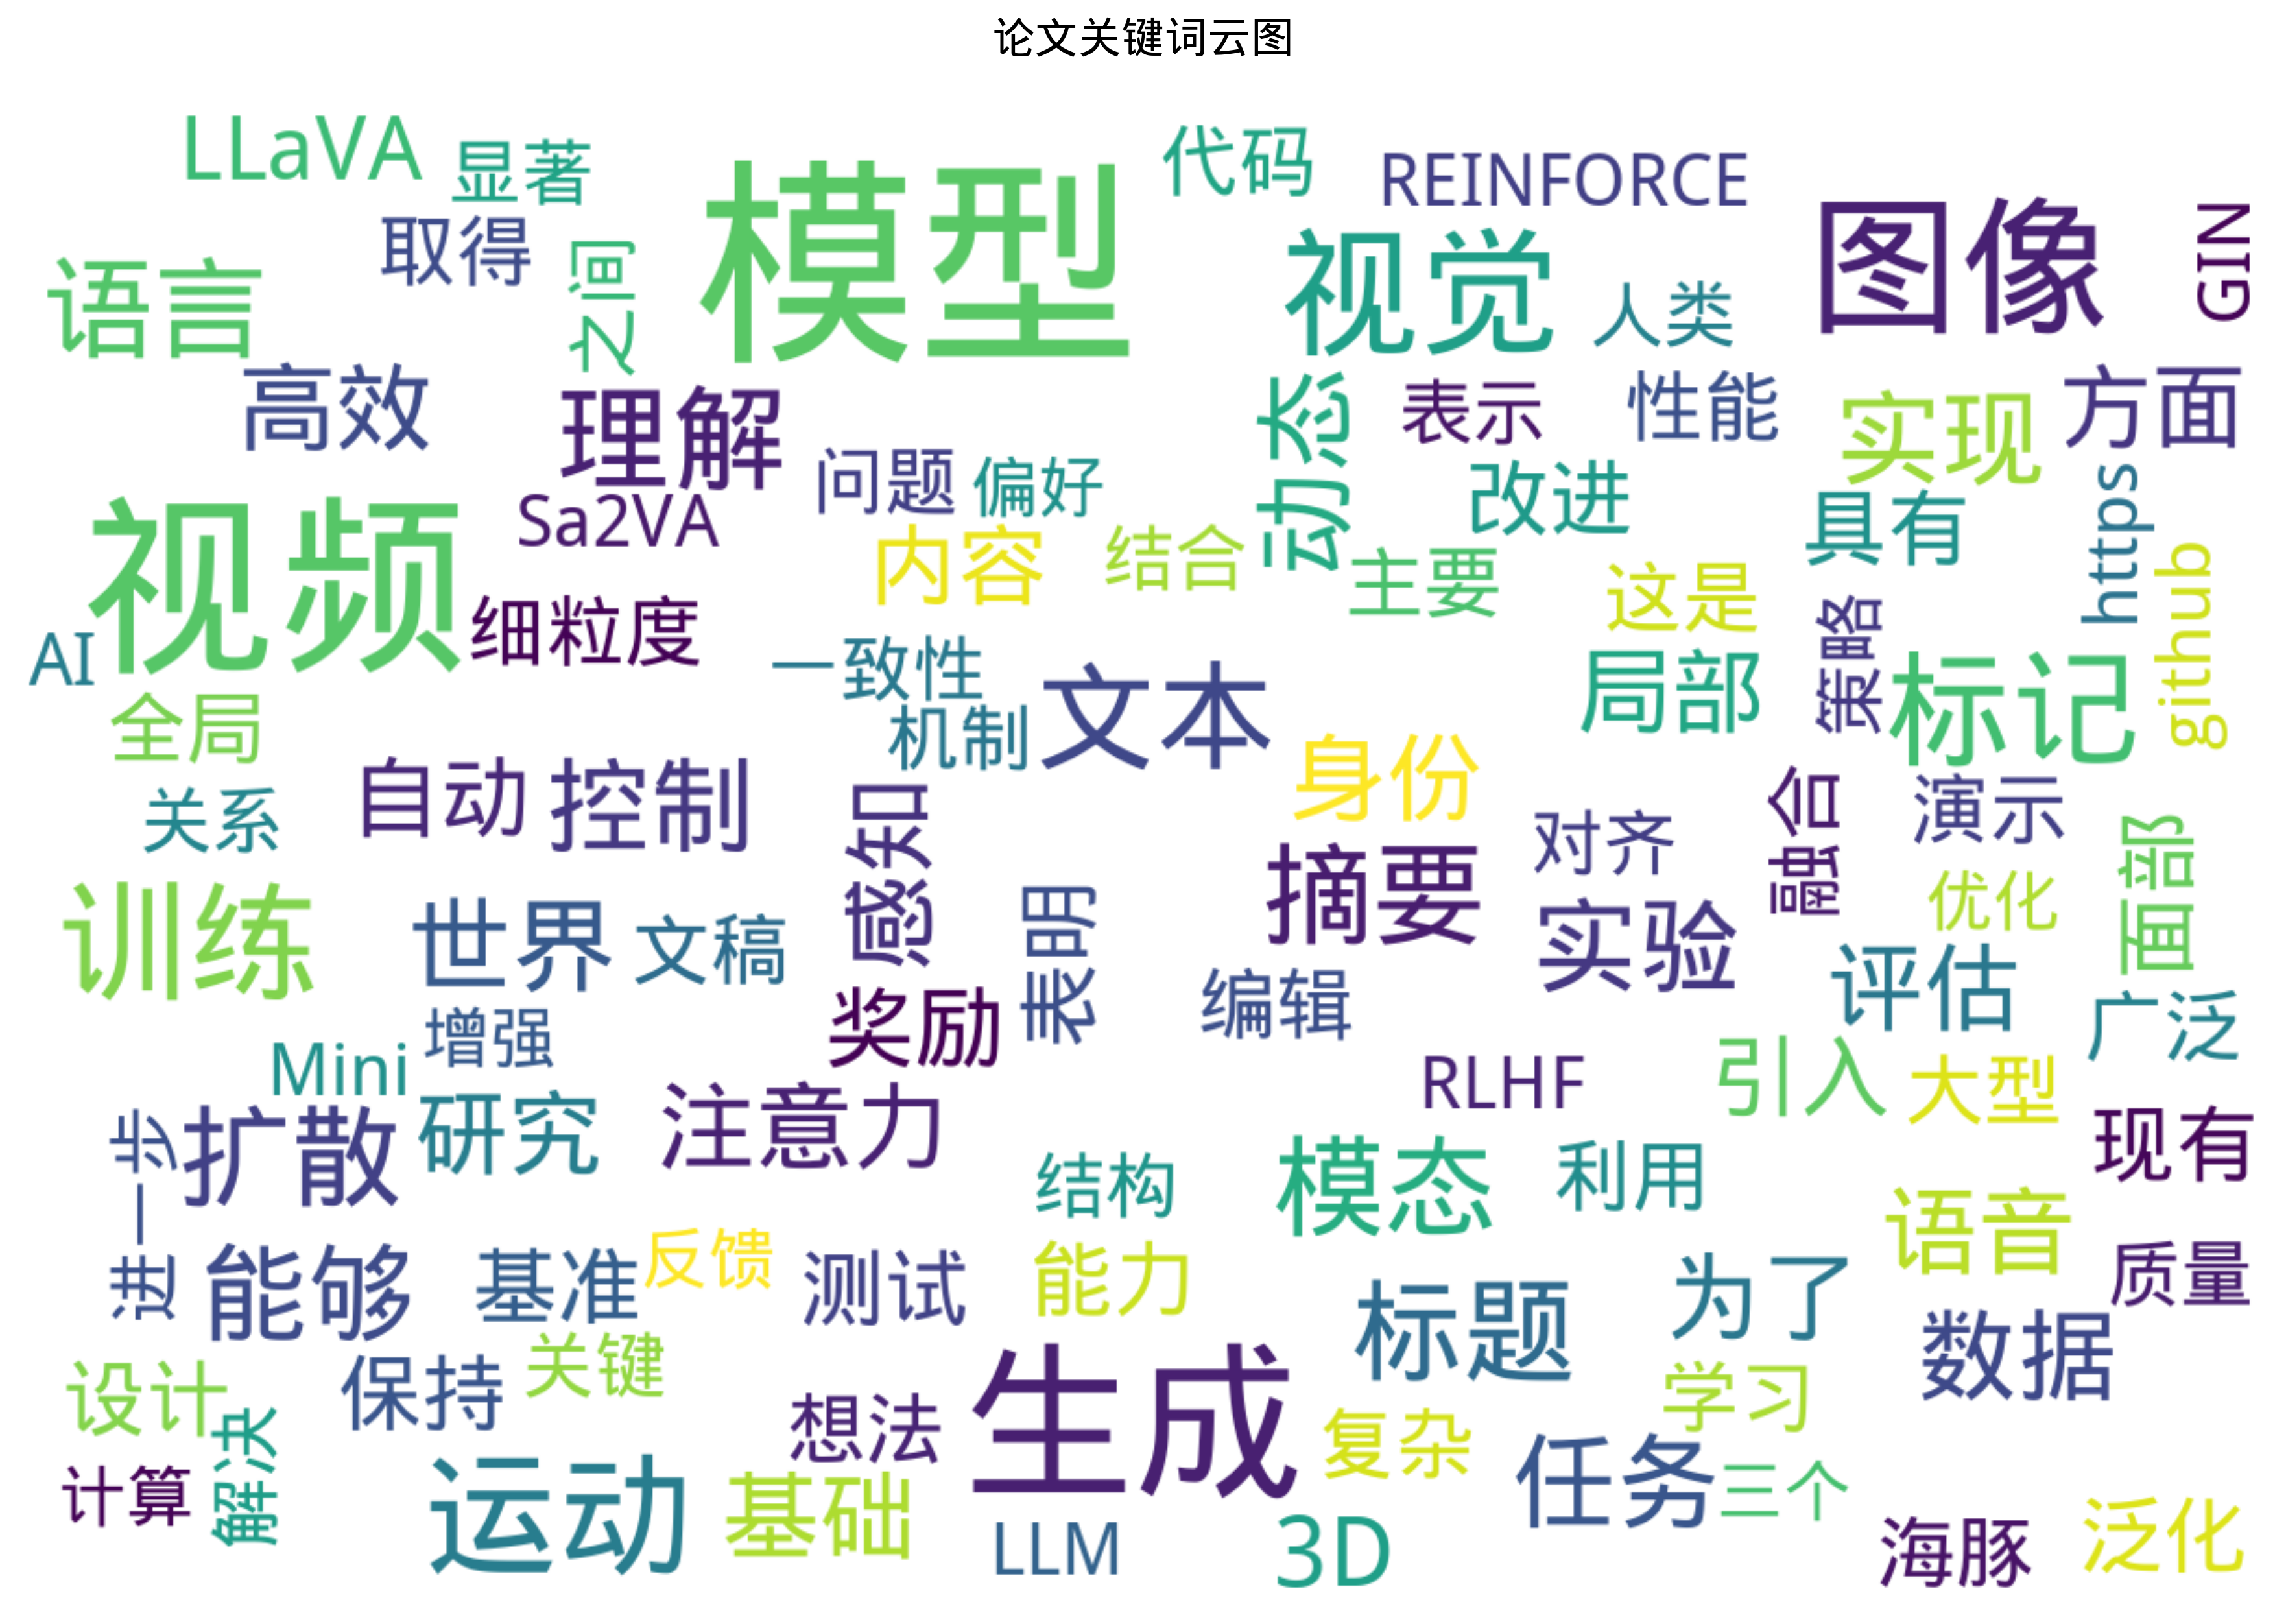 论文关键词云图
LLaVA
显著
代码
REINFORCE
模型
图像
GIN
取得
视觉
之间
语言
人类
高效
理解
动态
表示
性能
实现
方面
问题
偏好
改进
具有
https
Sa2VA
视频
内容
结合
主要
这是
github
细粒度
策略
AI
一致性
局部
标记
文本
全局
机制
身份
自动
控制
感知
融合
演示
关系
对齐
面部
摘要
训练
优化
世界
文稿
表明
实验
评估
奖励
编辑
广泛
增强
Mini
RLHF
引入
大型
研究
注意力
现有
进一步
扩散
模态
利用
结构
语音
能够
基准
反馈
测试
能力
为了
质量
标题
数据
关键
生成
设计
保持
学习
解决
想法
复杂
任务
运动
计算
基础
三个
LLM
3D
海豚
泛化